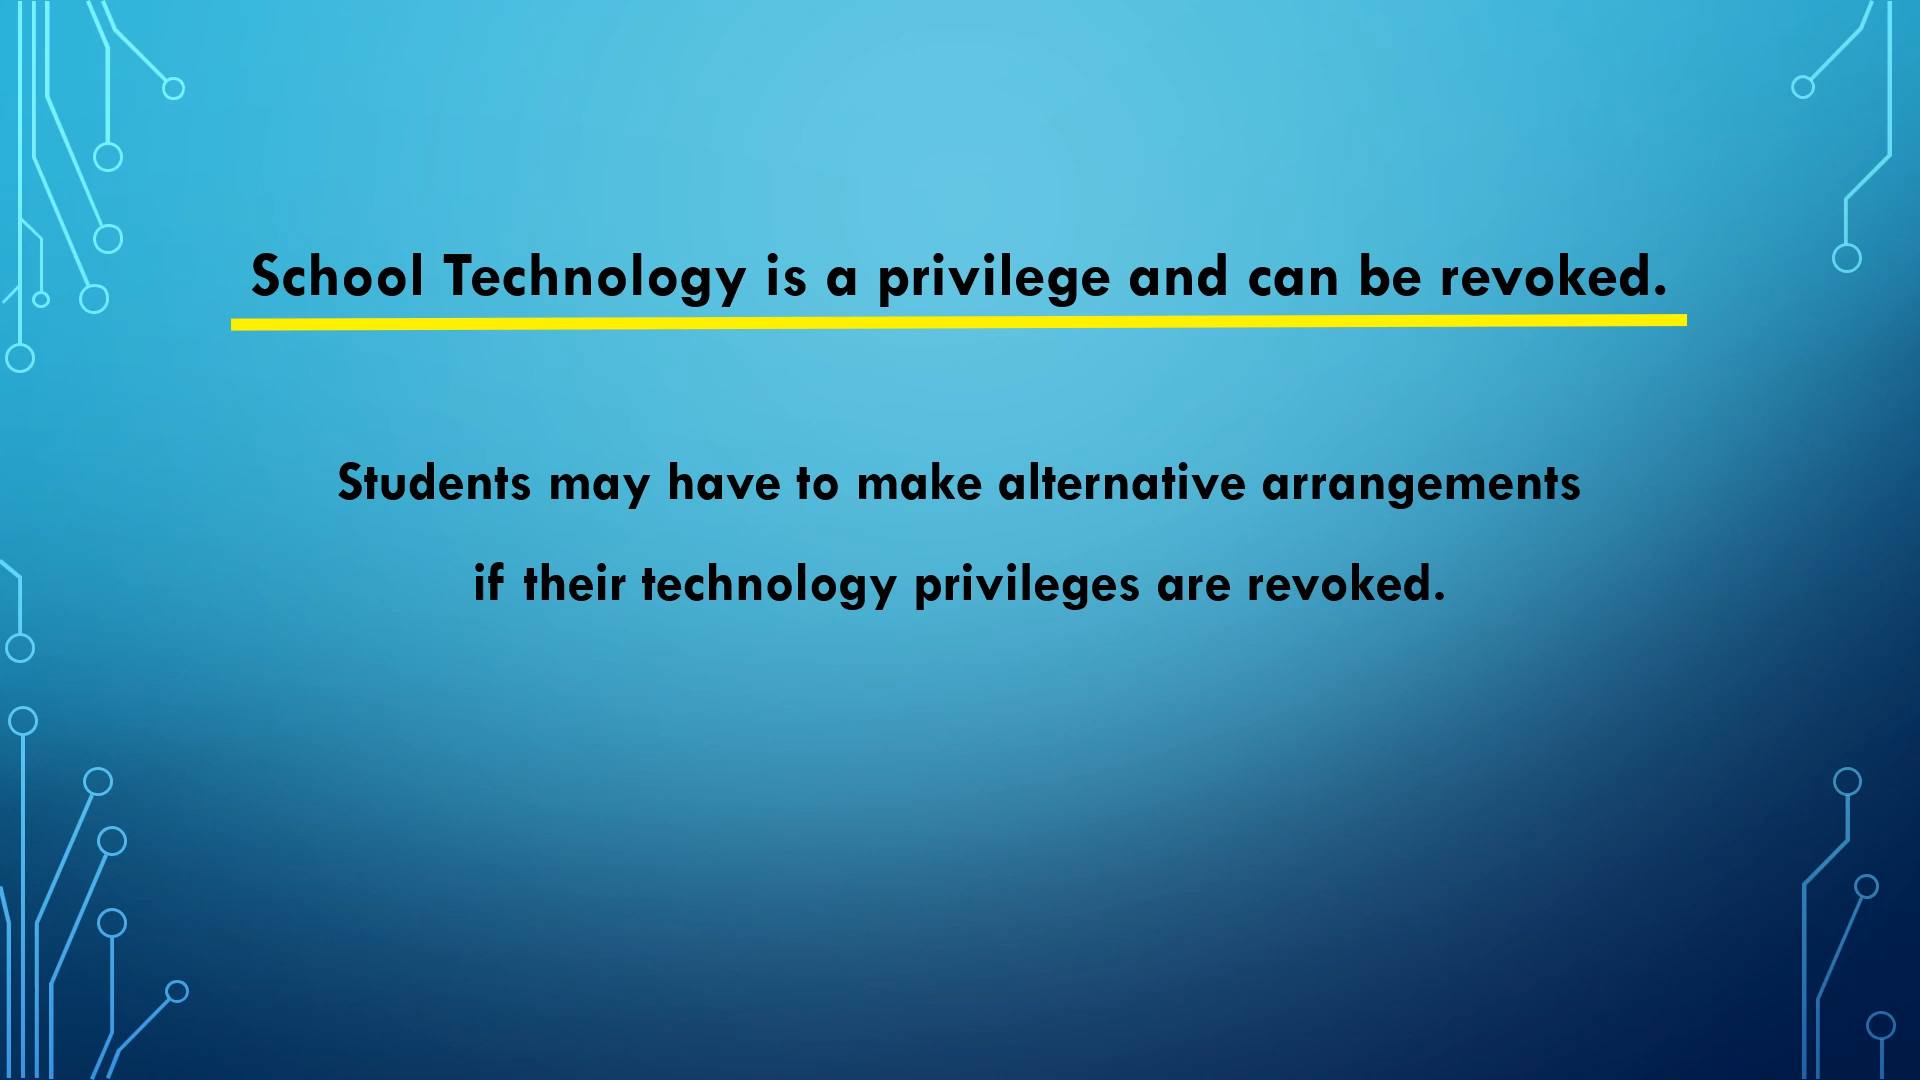 School Technology is a privilege and can be revoked.
Students may have to make alternative arrangements
if their technology privileges are revoked.